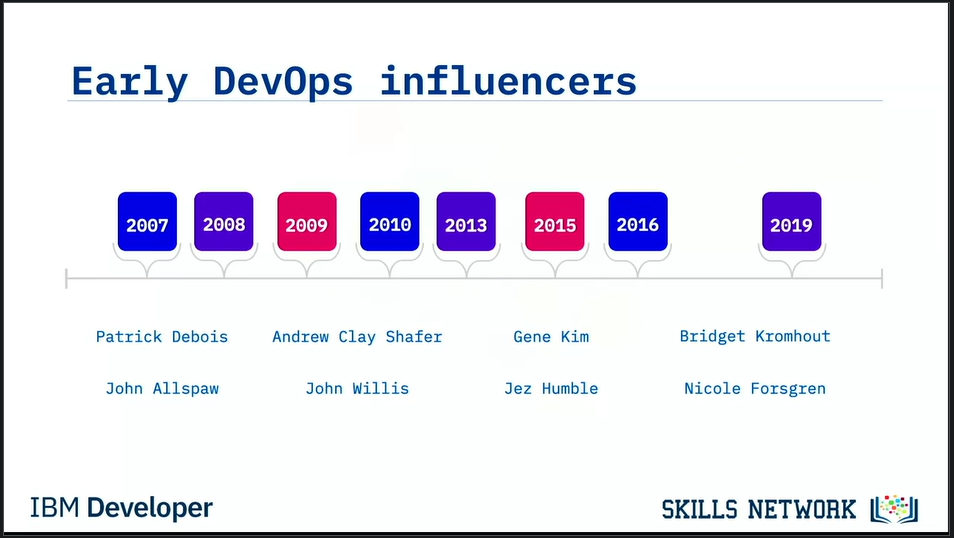 Early DevOps influencers
2007 2008 2009 2010 2013 2015 2016 2019
Patrick Debois Andrew Clay Shafer Gene Kim Bridget Kromhout
John Allspaw John Willis Jez Humble Nicole Forsgren
IBM Developer SKILLS NETWORK